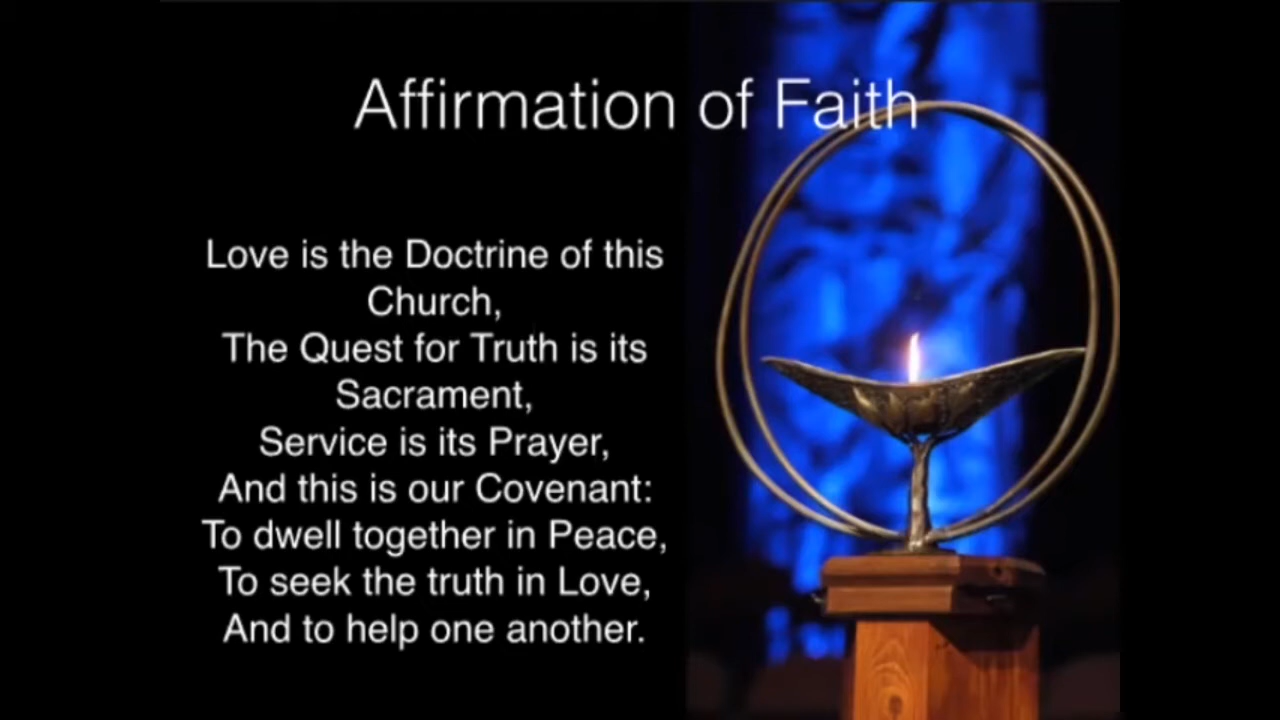 Affirmation of Faith
Love is the Doctrine of this
Church,
The Quest for Truth is its
Sacrament,
Service is its Prayer,
And this is our Covenant:
To dwell together in Peace,
To seek the truth in Love,
And to help one another.